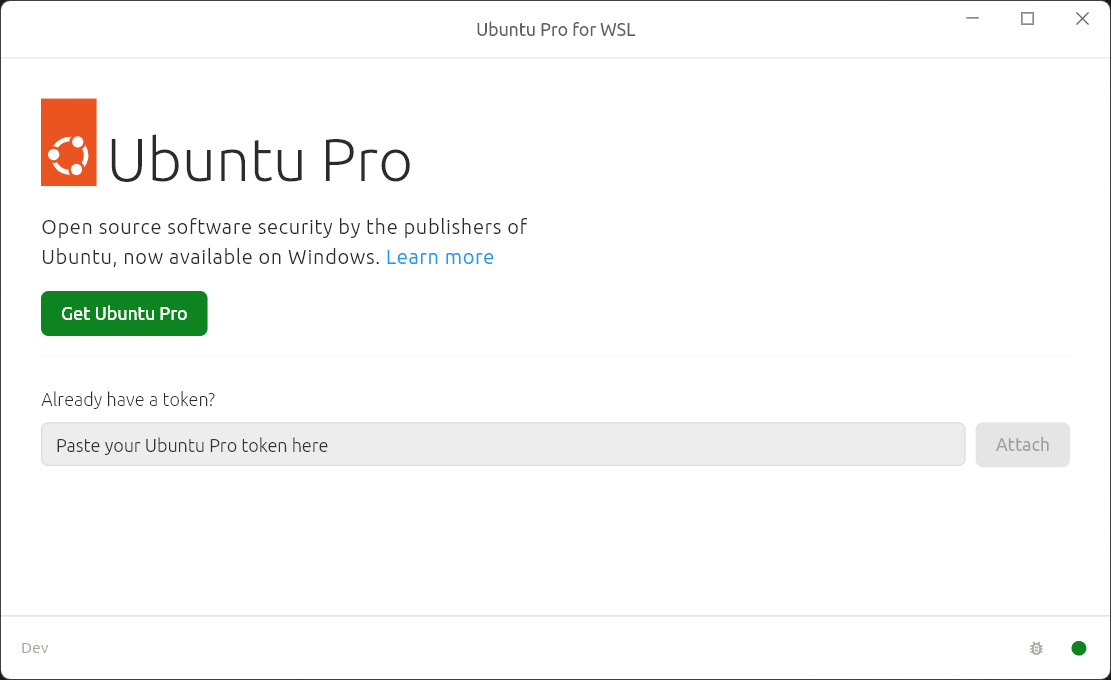 Ubuntu Pro for WSL
Ubuntu Pro
Open source software security by the publishers of
Ubuntu, now available on Windows. Learn more
Get Ubuntu Pro
Already have a token?
Paste your Ubuntu Pro token here
Attach
Dev